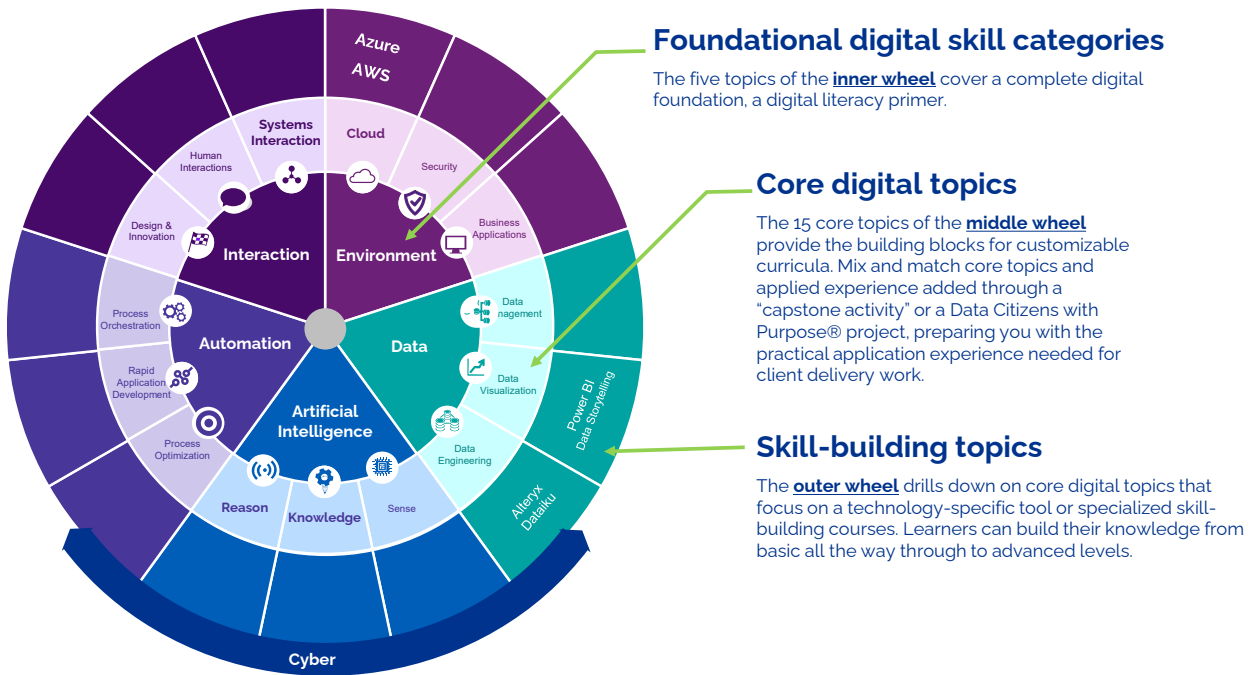 Azure
AWS
Systems
Interaction
Cloud
Human
Interactions
Security
Design &
Innovation
Business
Applications
Interaction
Environment
Process
Orchestration
Data
nagement
Automation
Data
Rapid
Application
Development
Data
Visualization
Power BI
Data Storytelling
Artificial
Intelligence
Process
Optimization
Data
Engineering
Reason
Knowledge
Sense
Alteryx
Dataiku
Cyber
Foundational digital skill categories
The five topics of the inner wheel cover a complete digital
foundation, a digital literacy primer.
Core digital topics
The 15 core topics of the middle wheel
provide the building blocks for customizable
curricula. Mix and match core topics and
applied experience added through a
“capstone activity” or a Data Citizens with
Purpose® project, preparing you with the
practical application experience needed for
client delivery work.
Skill-building topics
The outer wheel drills down on core digital topics that
focus on a technology-specific tool or specialized skill-
building courses. Learners can build their knowledge from
basic all the way through to advanced levels.